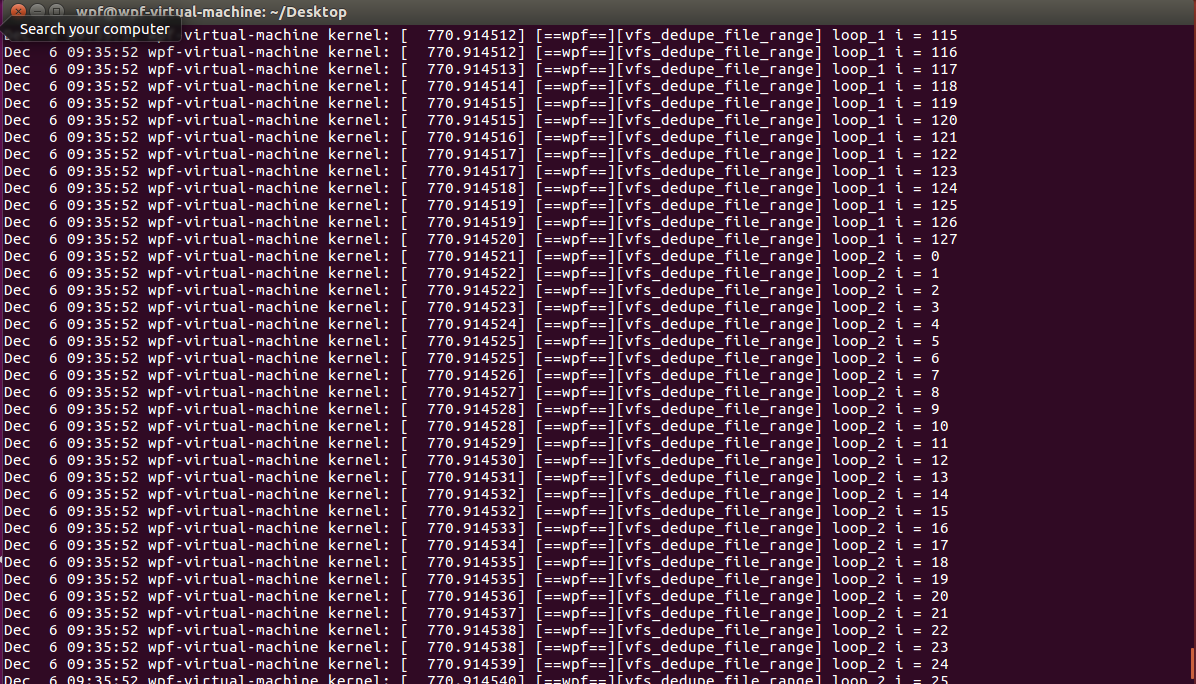 wpf@wpf-virtual-machine: ~/Desktop
Search your computer
kernel: [  770.914512] [==wpf==][vfs_dedupe_file_range] loop_1 i = 115
Dec  6 09:35:52 wpf-virtual-machine kernel: [  770.914512] [==wpf==][vfs_dedupe_file_range] loop_1 i = 116
Dec  6 09:35:52 wpf-virtual-machine kernel: [  770.914513] [==wpf==][vfs_dedupe_file_range] loop_1 i = 117
Dec  6 09:35:52 wpf-virtual-machine kernel: [  770.914514] [==wpf==][vfs_dedupe_file_range] loop_1 i = 118
Dec  6 09:35:52 wpf-virtual-machine kernel: [  770.914515] [==wpf==][vfs_dedupe_file_range] loop_1 i = 119
Dec  6 09:35:52 wpf-virtual-machine kernel: [  770.914515] [==wpf==][vfs_dedupe_file_range] loop_1 i = 120
Dec  6 09:35:52 wpf-virtual-machine kernel: [  770.914516] [==wpf==][vfs_dedupe_file_range] loop_1 i = 121
Dec  6 09:35:52 wpf-virtual-machine kernel: [  770.914517] [==wpf==][vfs_dedupe_file_range] loop_1 i = 122
Dec  6 09:35:52 wpf-virtual-machine kernel: [  770.914517] [==wpf==][vfs_dedupe_file_range] loop_1 i = 123
Dec  6 09:35:52 wpf-virtual-machine kernel: [  770.914518] [==wpf==][vfs_dedupe_file_range] loop_1 i = 124
Dec  6 09:35:52 wpf-virtual-machine kernel: [  770.914519] [==wpf==][vfs_dedupe_file_range] loop_1 i = 125
Dec  6 09:35:52 wpf-virtual-machine kernel: [  770.914519] [==wpf==][vfs_dedupe_file_range] loop_1 i = 126
Dec  6 09:35:52 wpf-virtual-machine kernel: [  770.914520] [==wpf==][vfs_dedupe_file_range] loop_1 i = 127
Dec  6 09:35:52 wpf-virtual-machine kernel: [  770.914521] [==wpf==][vfs_dedupe_file_range] loop_2 i = 0
Dec  6 09:35:52 wpf-virtual-machine kernel: [  770.914522] [==wpf==][vfs_dedupe_file_range] loop_2 i = 1
Dec  6 09:35:52 wpf-virtual-machine kernel: [  770.914522] [==wpf==][vfs_dedupe_file_range] loop_2 i = 2
Dec  6 09:35:52 wpf-virtual-machine kernel: [  770.914523] [==wpf==][vfs_dedupe_file_range] loop_2 i = 3
Dec  6 09:35:52 wpf-virtual-machine kernel: [  770.914524] [==wpf==][vfs_dedupe_file_range] loop_2 i = 4
Dec  6 09:35:52 wpf-virtual-machine kernel: [  770.914525] [==wpf==][vfs_dedupe_file_range] loop_2 i = 5
Dec  6 09:35:52 wpf-virtual-machine kernel: [  770.914525] [==wpf==][vfs_dedupe_file_range] loop_2 i = 6
Dec  6 09:35:52 wpf-virtual-machine kernel: [  770.914526] [==wpf==][vfs_dedupe_file_range] loop_2 i = 7
Dec  6 09:35:52 wpf-virtual-machine kernel: [  770.914527] [==wpf==][vfs_dedupe_file_range] loop_2 i = 8
Dec  6 09:35:52 wpf-virtual-machine kernel: [  770.914528] [==wpf==][vfs_dedupe_file_range] loop_2 i = 9
Dec  6 09:35:52 wpf-virtual-machine kernel: [  770.914528] [==wpf==][vfs_dedupe_file_range] loop_2 i = 10
Dec  6 09:35:52 wpf-virtual-machine kernel: [  770.914529] [==wpf==][vfs_dedupe_file_range] loop_2 i = 11
Dec  6 09:35:52 wpf-virtual-machine kernel: [  770.914530] [==wpf==][vfs_dedupe_file_range] loop_2 i = 12
Dec  6 09:35:52 wpf-virtual-machine kernel: [  770.914531] [==wpf==][vfs_dedupe_file_range] loop_2 i = 13
Dec  6 09:35:52 wpf-virtual-machine kernel: [  770.914532] [==wpf==][vfs_dedupe_file_range] loop_2 i = 14
Dec  6 09:35:52 wpf-virtual-machine kernel: [  770.914532] [==wpf==][vfs_dedupe_file_range] loop_2 i = 15
Dec  6 09:35:52 wpf-virtual-machine kernel: [  770.914533] [==wpf==][vfs_dedupe_file_range] loop_2 i = 16
Dec  6 09:35:52 wpf-virtual-machine kernel: [  770.914534] [==wpf==][vfs_dedupe_file_range] loop_2 i = 17
Dec  6 09:35:52 wpf-virtual-machine kernel: [  770.914535] [==wpf==][vfs_dedupe_file_range] loop_2 i = 18
Dec  6 09:35:52 wpf-virtual-machine kernel: [  770.914535] [==wpf==][vfs_dedupe_file_range] loop_2 i = 19
Dec  6 09:35:52 wpf-virtual-machine kernel: [  770.914536] [==wpf==][vfs_dedupe_file_range] loop_2 i = 20
Dec  6 09:35:52 wpf-virtual-machine kernel: [  770.914537] [==wpf==][vfs_dedupe_file_range] loop_2 i = 21
Dec  6 09:35:52 wpf-virtual-machine kernel: [  770.914538] [==wpf==][vfs_dedupe_file_range] loop_2 i = 22
Dec  6 09:35:52 wpf-virtual-machine kernel: [  770.914538] [==wpf==][vfs_dedupe_file_range] loop_2 i = 23
Dec  6 09:35:52 wpf-virtual-machine kernel: [  770.914539] [==wpf==][vfs_dedupe_file_range] loop_2 i = 24
Dec  6 09:35:52 wpf-virtual-machine kernel: [  770.914540] [==wpf==][vfs_dedupe_file_range] loop_2 i = 25